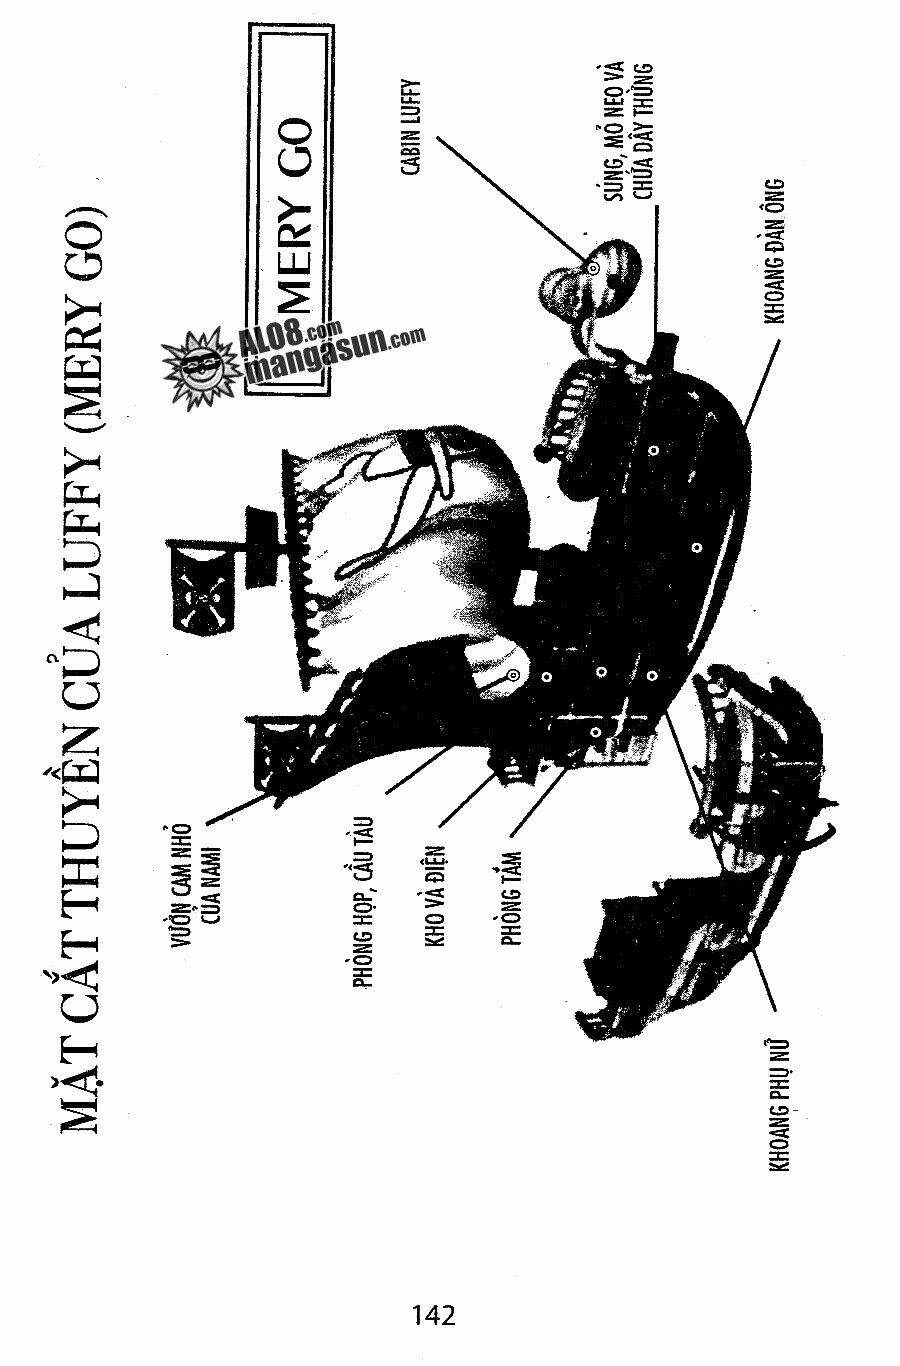 MẶT CẮT THUYỀN CỦA LUFFY (MERY GO)
MERY GO
AL08.com
mangasun.com
VƯỜN CAM NHỎ
CỦA NAMI
PHÒNG HỌP, CẦU TÀU
KHO VÀ ĐIỆN
PHÒNG TẮM
CABIN LUFFY
SÚNG, MỎ NEO VÀ
CHỨA DÂY THỪNG
KHOANG ĐÀN ÔNG
KHOANG PHỤ NỮ
142